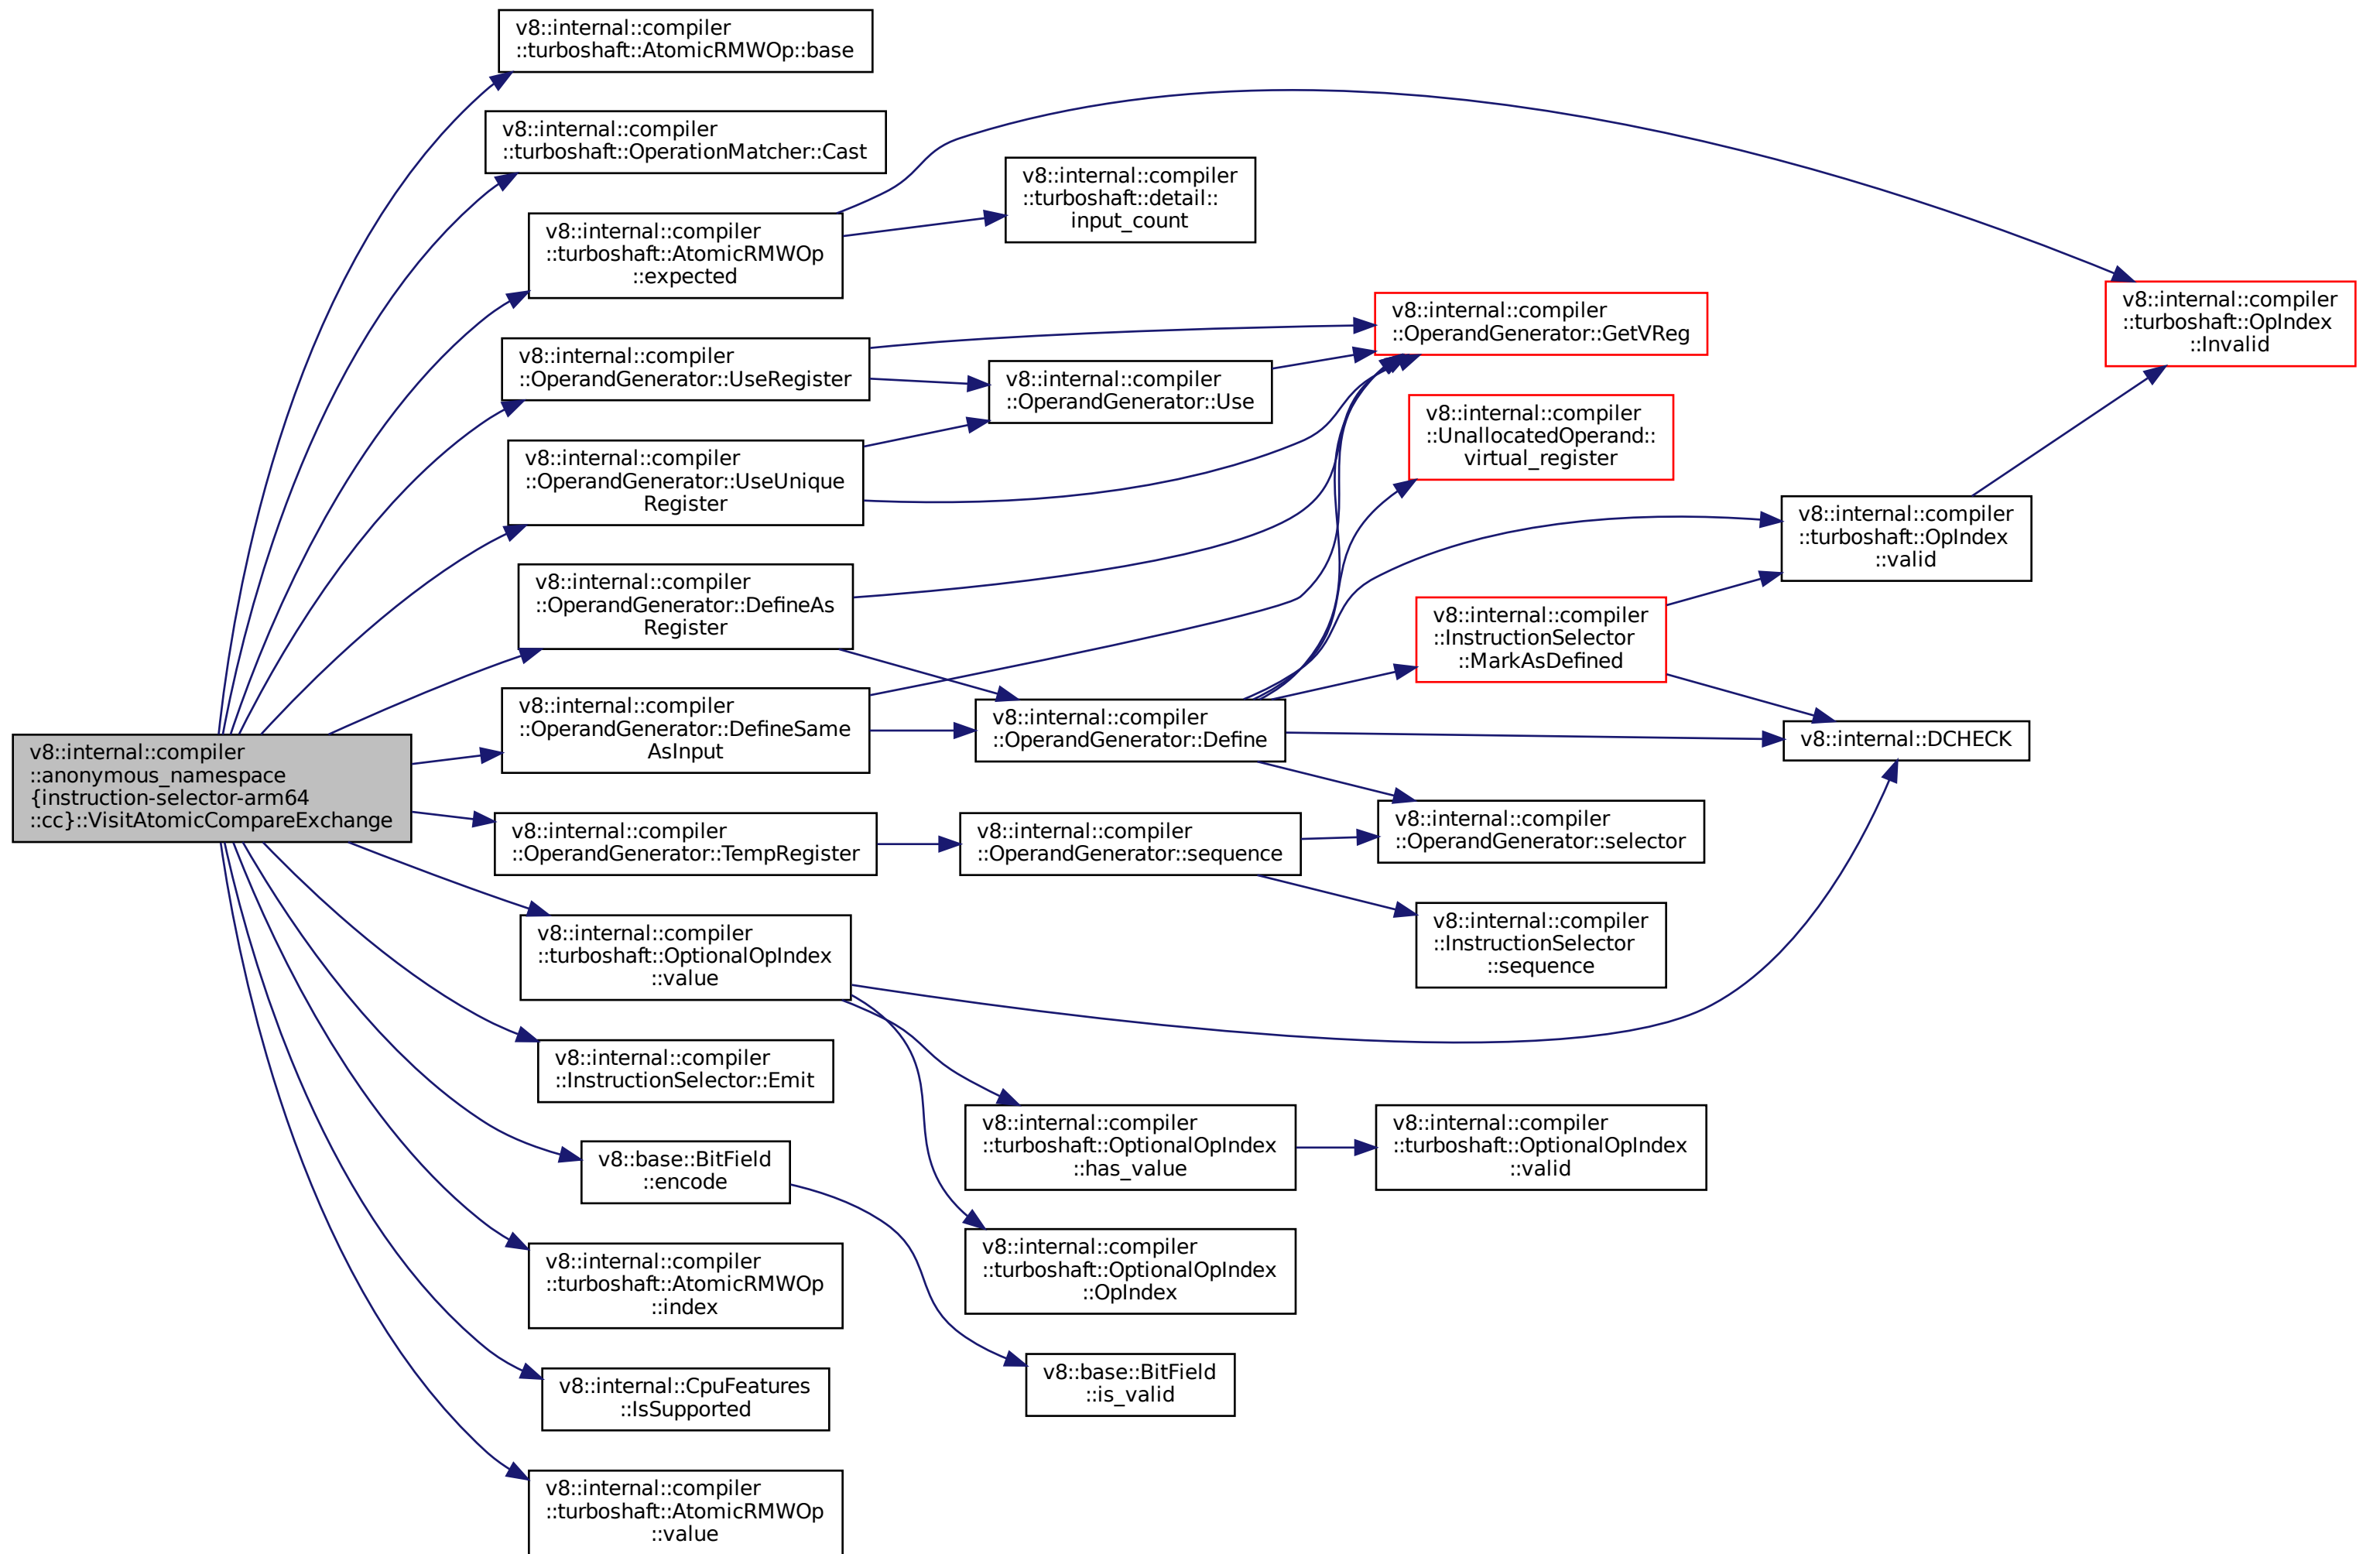 v8::internal::compiler
::turboshaft::AtomicRMWOp::base
v8::internal::compiler
::turboshaft::OperationMatcher::Cast
v8::internal::compiler
::turboshaft::detail::
input_count
v8::internal::compiler
::turboshaft::AtomicRMWOp
::expected
v8::internal::compiler
::turboshaft::OpIndex
::Invalid
v8::internal::compiler
::OperandGenerator::GetVReg
v8::internal::compiler
::OperandGenerator::UseRegister
v8::internal::compiler
::OperandGenerator::Use
v8::internal::compiler
::UnallocatedOperand::
virtual_register
v8::internal::compiler
::OperandGenerator::UseUnique
Register
v8::internal::compiler
::turboshaft::OpIndex
::valid
v8::internal::compiler
::OperandGenerator::DefineAs
Register
v8::internal::compiler
::InstructionSelector
::MarkAsDefined
v8::internal::compiler
::OperandGenerator::DefineSame
AsInput
v8::internal::compiler
::OperandGenerator::Define
v8::internal::DCHECK
v8::internal::compiler
::anonymous_namespace
{instruction-selector-arm64
::cc}::VisitAtomicCompareExchange
v8::internal::compiler
::OperandGenerator::TempRegister
v8::internal::compiler
::OperandGenerator::sequence
v8::internal::compiler
::OperandGenerator::selector
v8::internal::compiler
::turboshaft::OptionalOpIndex
::value
v8::internal::compiler
::InstructionSelector
::sequence
v8::internal::compiler
::InstructionSelector::Emit
v8::internal::compiler
::turboshaft::OptionalOpIndex
::has_value
v8::internal::compiler
::turboshaft::OptionalOpIndex
::valid
v8::base::BitField
::encode
v8::internal::compiler
::turboshaft::OptionalOpIndex
::OpIndex
v8::internal::compiler
::turboshaft::AtomicRMWOp
::index
v8::base::BitField
::is_valid
v8::internal::CpuFeatures
::IsSupported
v8::internal::compiler
::turboshaft::AtomicRMWOp
::value